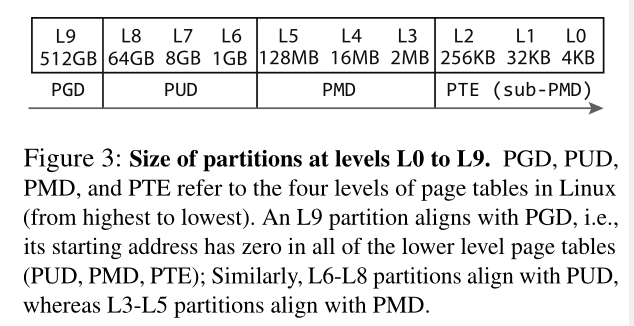 L9 L8 L7 L6 L5 L4 L3 L2 L1 L0
512GB 64GB 8GB 1GB 128MB 16MB 2MB 256KB 32KB 4KB
PGD PUD PMD PTE (sub-PMD)
Figure 3: Size of partitions at levels L0 to L9. PGD, PUD,
PMD, and PTE refer to the four levels of page tables in Linux
(from highest to lowest). An L9 partition aligns with PGD, i.e.,
its starting address has zero in all of the lower level page tables
(PUD, PMD, PTE); Similarly, L6-L8 partitions align with PUD,
whereas L3-L5 partitions align with PMD.